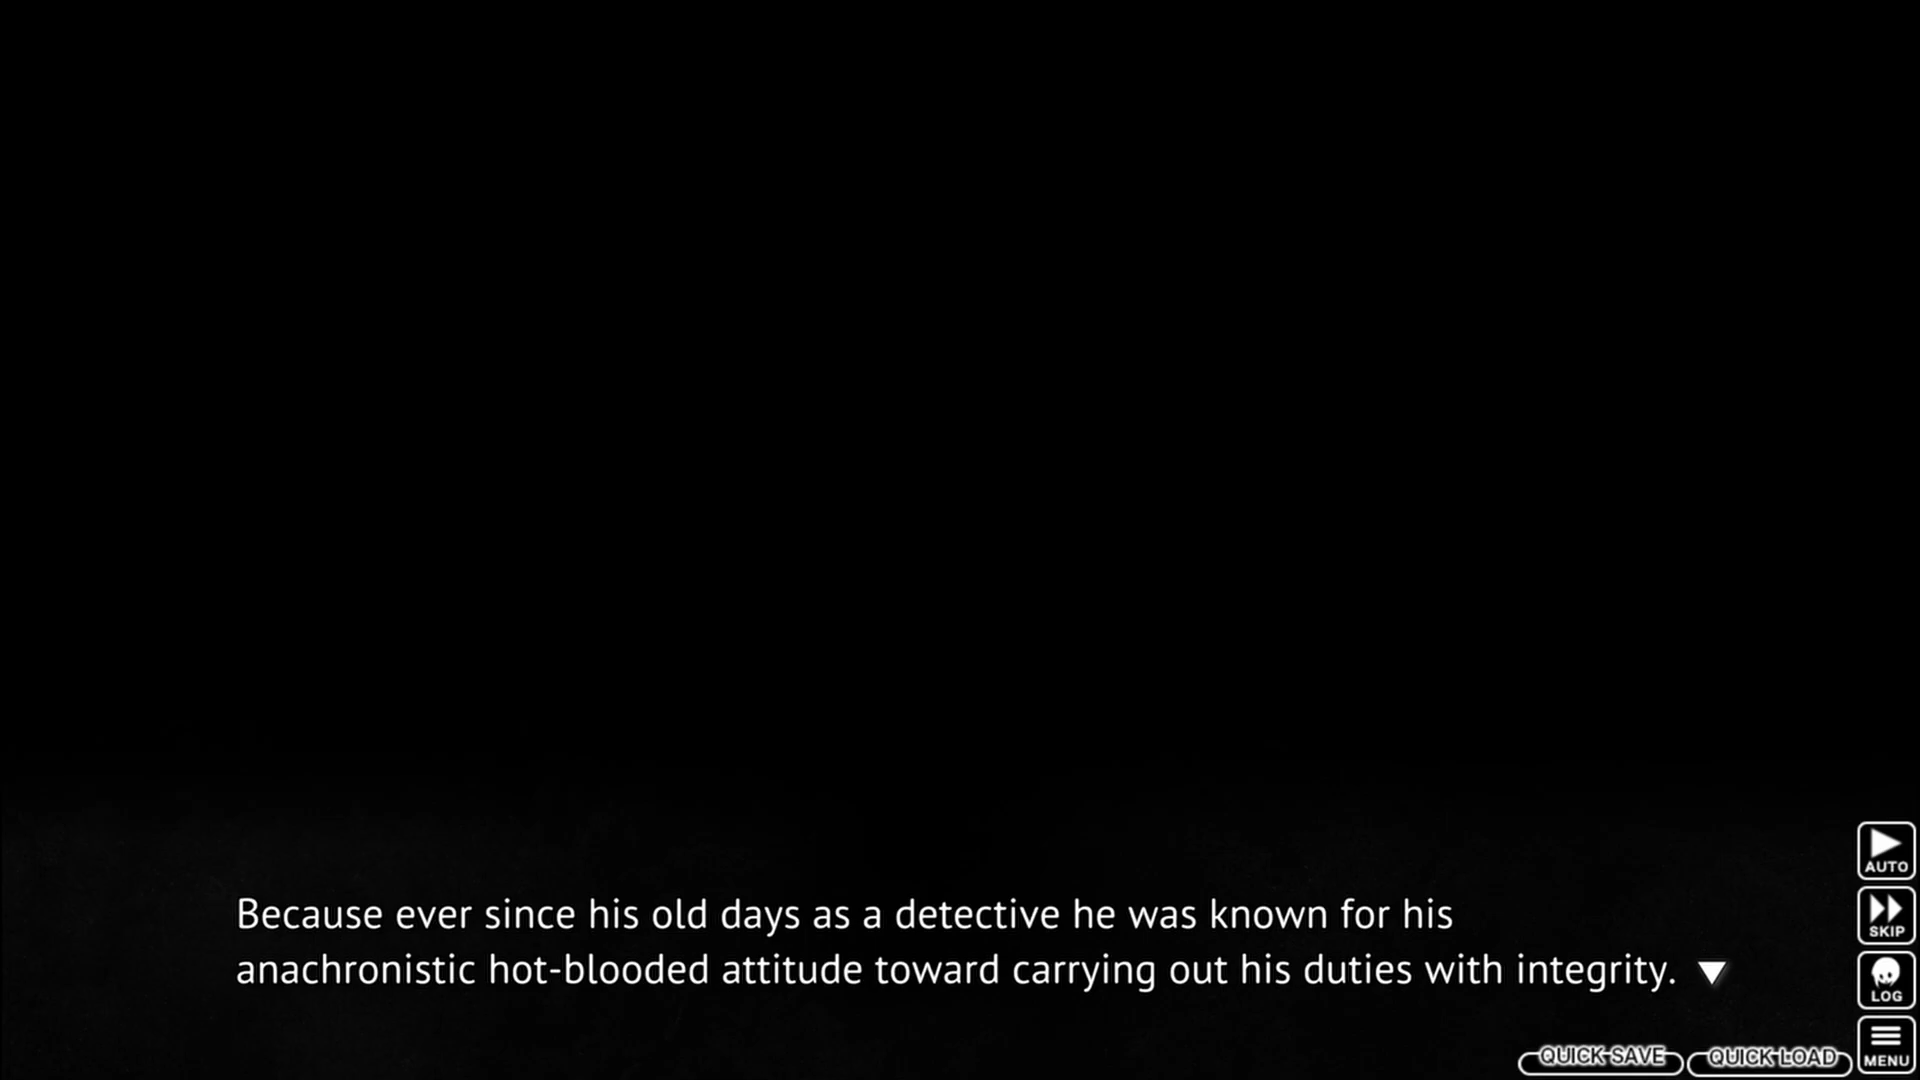 Because ever since his old days as a detective he was known for his
anachronistic hot-blooded attitude toward carrying out his duties with integrity.
AUTO
SKIP
LOG
MENU
QUICK SAVE
QUICK LOAD